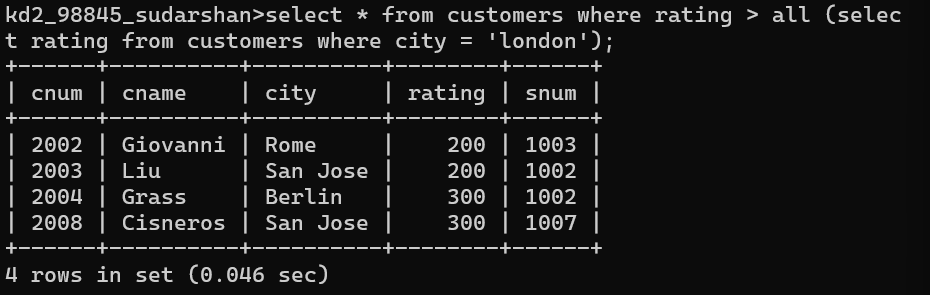 kd2_98845_sudarshan>select * from customers where rating > all (selec
t rating from customers where city = 'london');
+------+----------+----------+--------+------+
| cnum | cname    | city     | rating | snum |
+------+----------+----------+--------+------+
| 2002 | Giovanni | Rome     |    200 | 1003 |
| 2003 | Liu      | San Jose |    200 | 1002 |
| 2004 | Grass    | Berlin   |    300 | 1002 |
| 2008 | Cisneros | San Jose |    300 | 1007 |
+------+----------+----------+--------+------+
4 rows in set (0.046 sec)